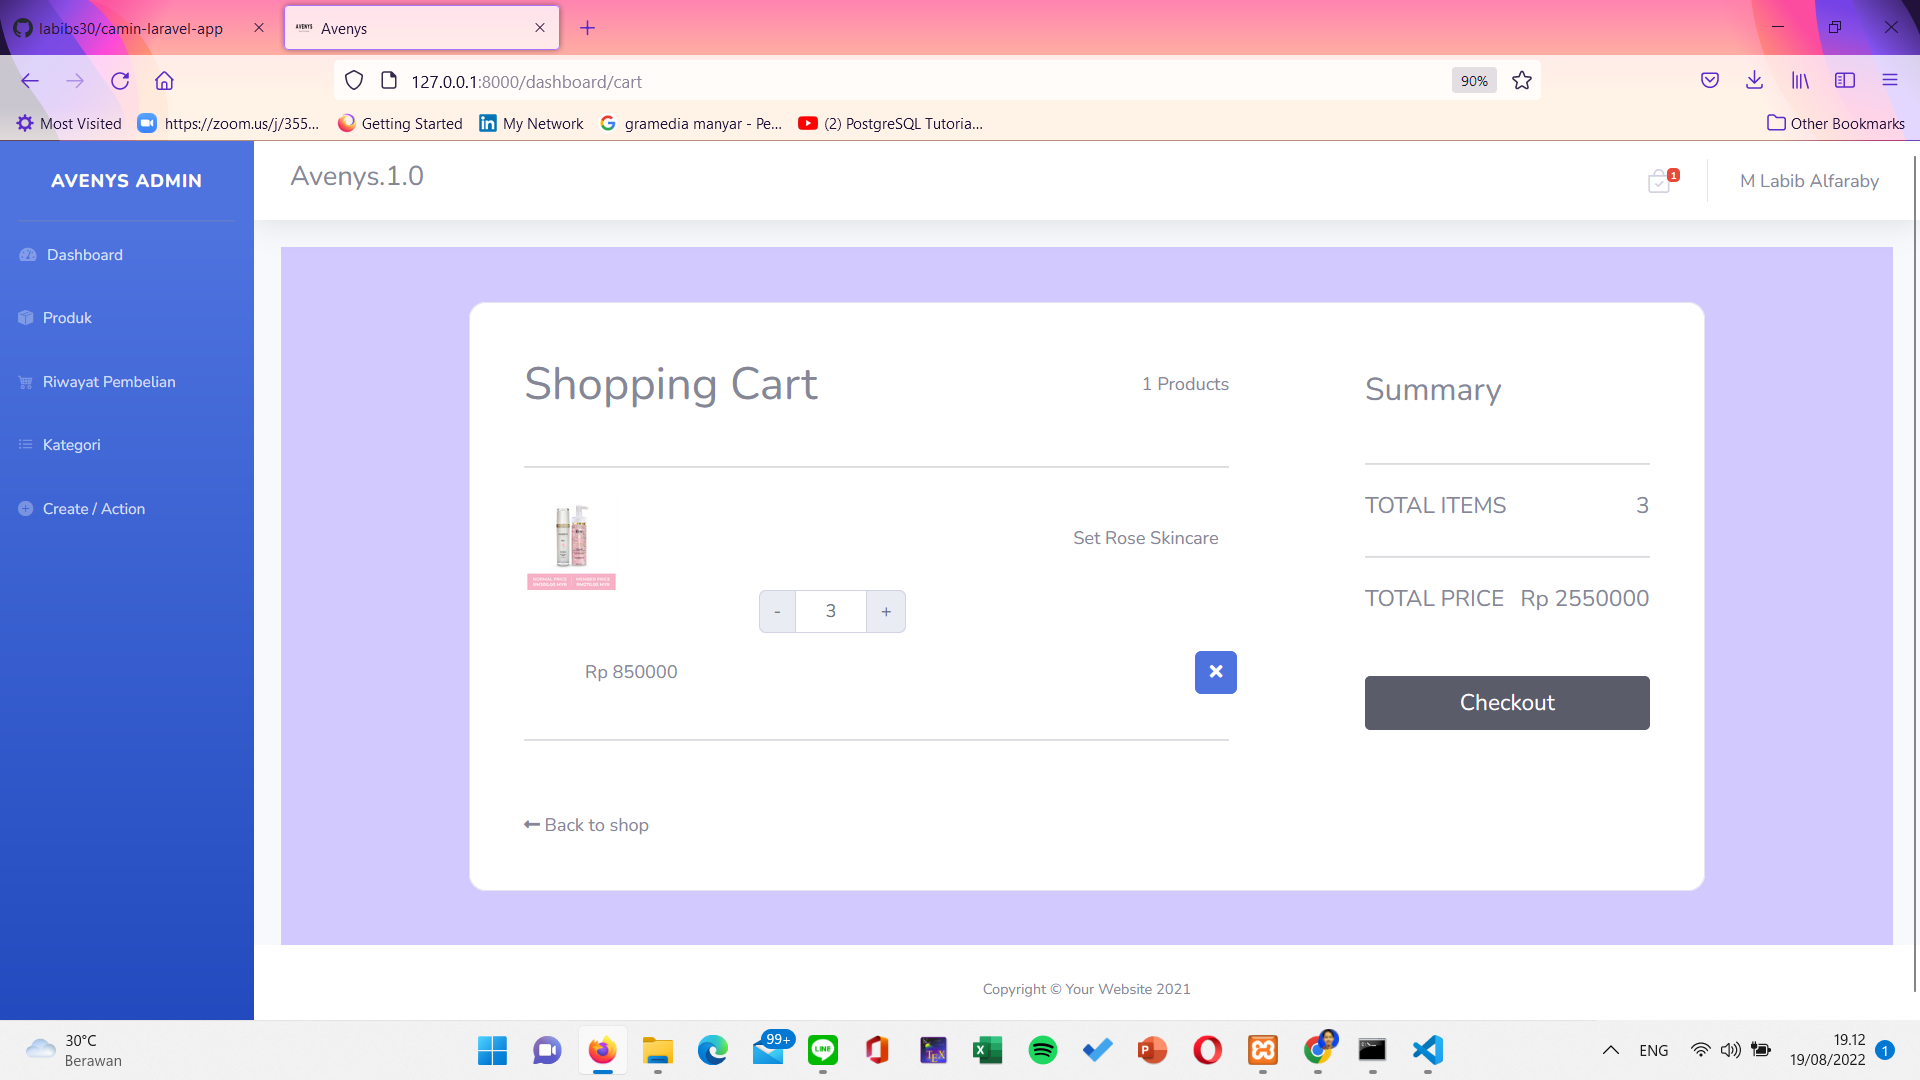 labibs30/camin-laravel-app
AVENYS
Avenys
127.0.0.1:8000/dashboard/cart
90%
Most Visited
https://zoom.us/j/355...
Getting Started
My Network
gramedia manyar - Pe...
(2) PostgreSQL Tutoria...
Other Bookmarks
AVENYS ADMIN
Dashboard
Produk
Riwayat Pembelian
Kategori
Create / Action
Avenys.1.0
1
M Labib Alfaraby
Shopping Cart
1 Products
Set Rose Skincare
- 3 +
Rp 850000
Back to shop
Summary
TOTAL ITEMS 3
TOTAL PRICE Rp 2550000
Checkout
Copyright © Your Website 2021
30°C
Berawan
99+
LINE
TEX
ENG
19.12
19/08/2022
1